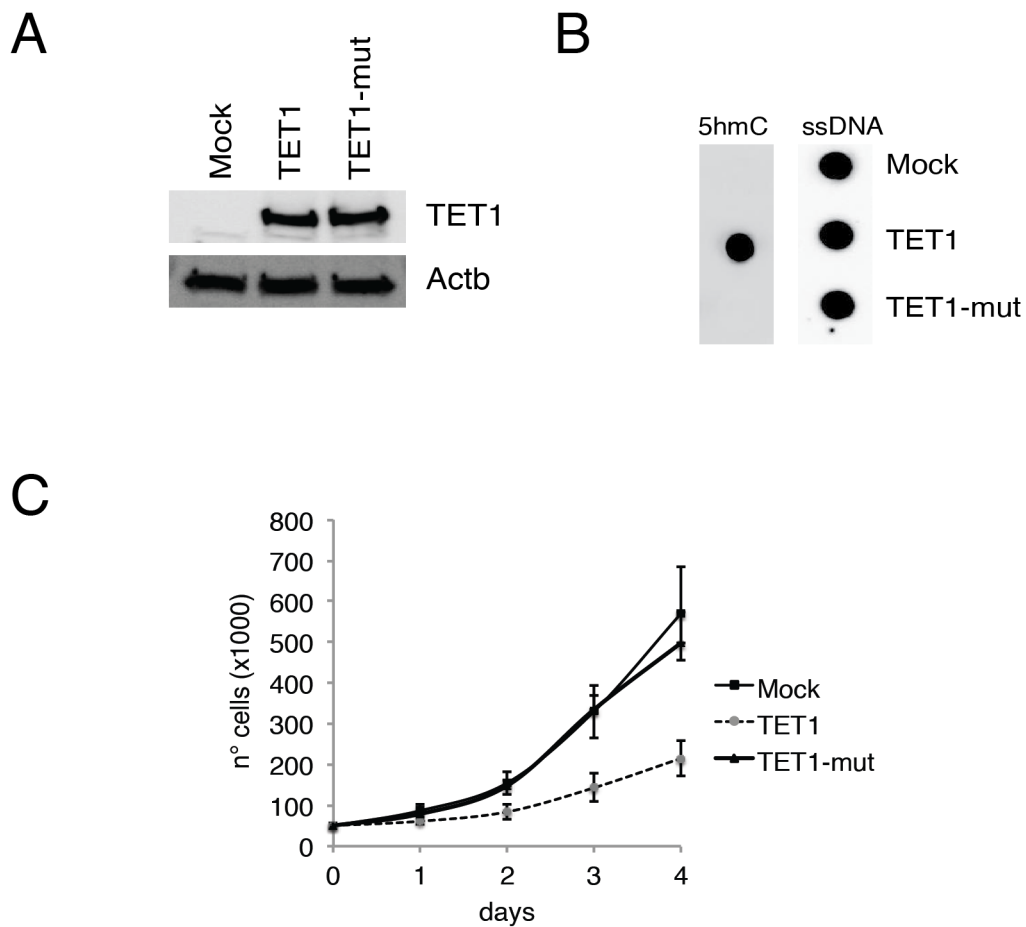 A
Mock
TET1
TET1-mut
TET1
Actb
B
5hmC ssDNA
Mock
TET1
TET1-mut
C
n° cells (x1000)
800
700
600
500
400
300
200
100
0
0 1 2 3 4
days
Mock
TET1
TET1-mut